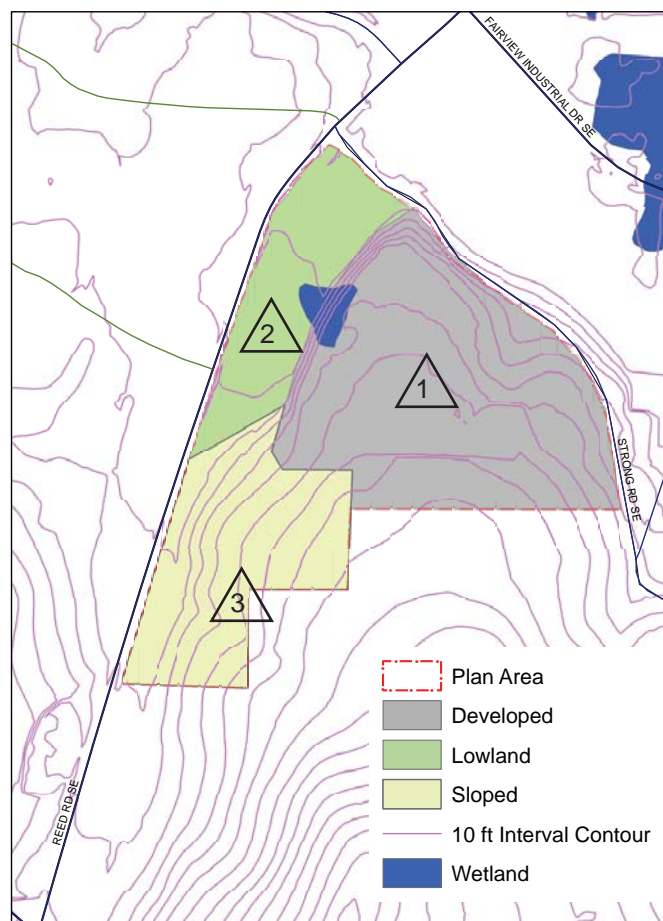 FAIRVIEW INDUSTRIAL DR SE
2
1
STRONG RD SE
3
REED RD SE
Plan Area
Developed
Lowland
Sloped
10 ft Interval Contour
Wetland